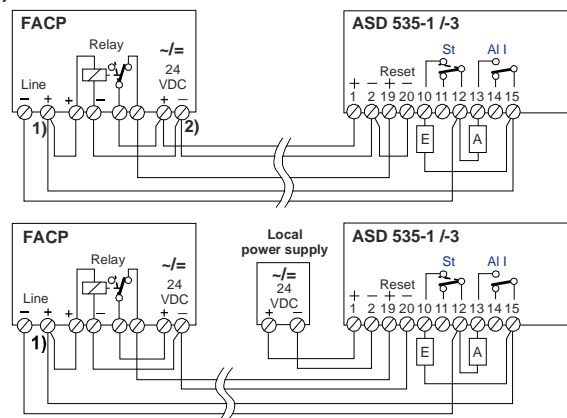 )
FACP
ASD 535-1 /-3
Relay
~/=
24
VDC
Line
– + + – + –
1)
2)
St
Al I
Reset
+ – + –
1 2 19 20 10 11 12 13 14 15
E
A
FACP
Local
power supply
ASD 535-1 /-3
Relay
~/=
24
VDC
Line
– + + – + –
1)
~/=
24
VDC
+ –
St
Al I
Reset
+ – + –
1 2 19 20 10 11 12 13 14 15
E
A